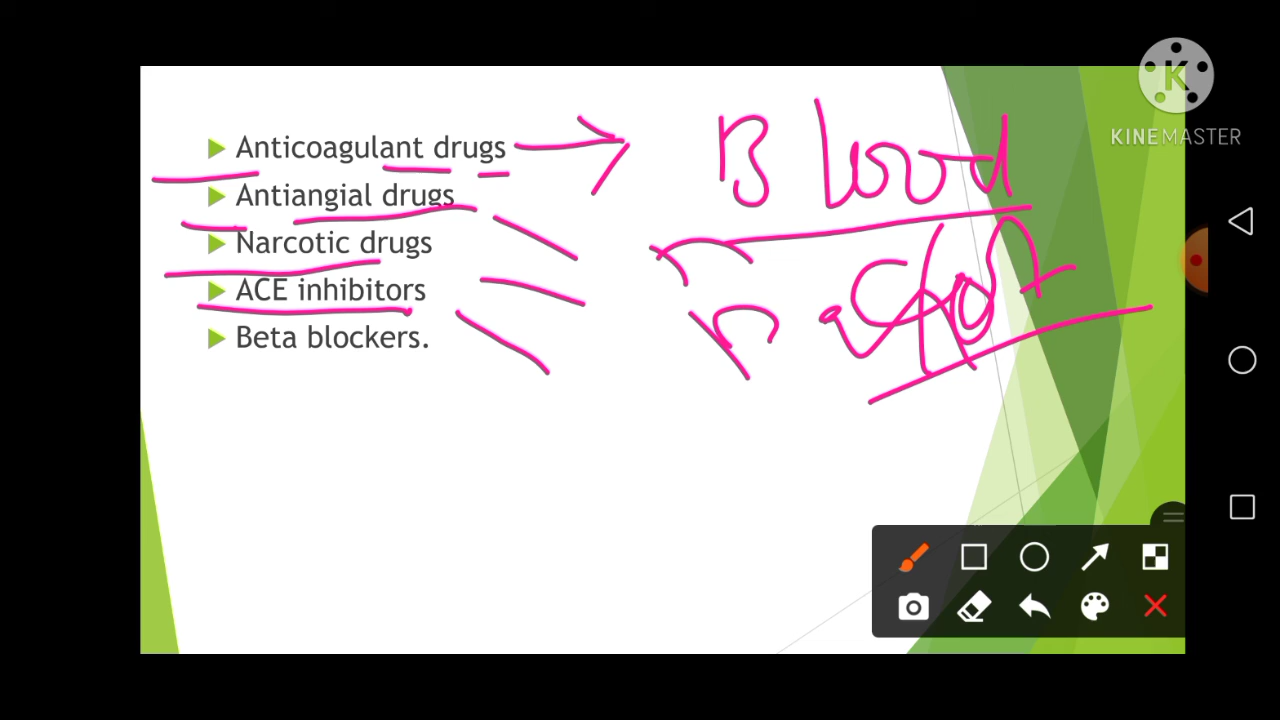 Anticoagulant drugs
Antiangial drugs
Narcotic drugs
ACE inhibitors
Beta blockers.
Blood
K
KINEMASTER